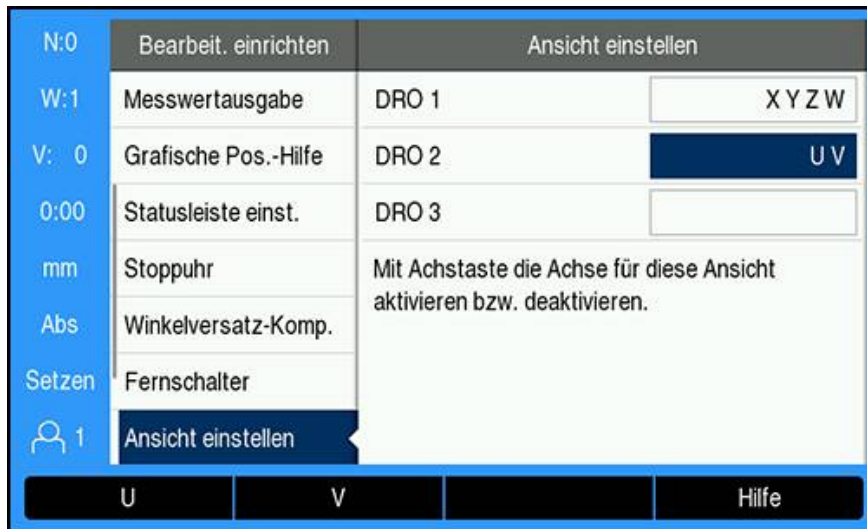 N:0
Bearbeit. einrichten
Ansicht einstellen
W:1
Messwertausgabe
DRO 1
X Y Z W
V: 0
Grafische Pos.-Hilfe
DRO 2
U V
0:00
Statusleiste einst.
DRO 3
mm
Stoppuhr
Mit Achstaste die Achse für diese Ansicht
aktivieren bzw. deaktivieren.
Abs
Winkelversatz-Komp.
Setzen
Fernschalter
1
Ansicht einstellen
U
V
Hilfe